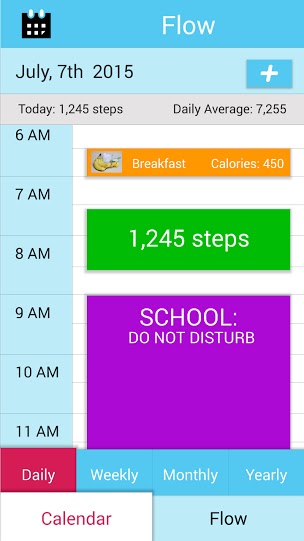 Flow
July, 7th 2015
Today: 1,245 steps Daily Average: 7,255
6 AM
Breakfast Calories: 450
7 AM
1,245 steps
8 AM
9 AM
SCHOOL:
DO NOT DISTURB
10 AM
11 AM
Daily Weekly Monthly Yearly
Calendar Flow